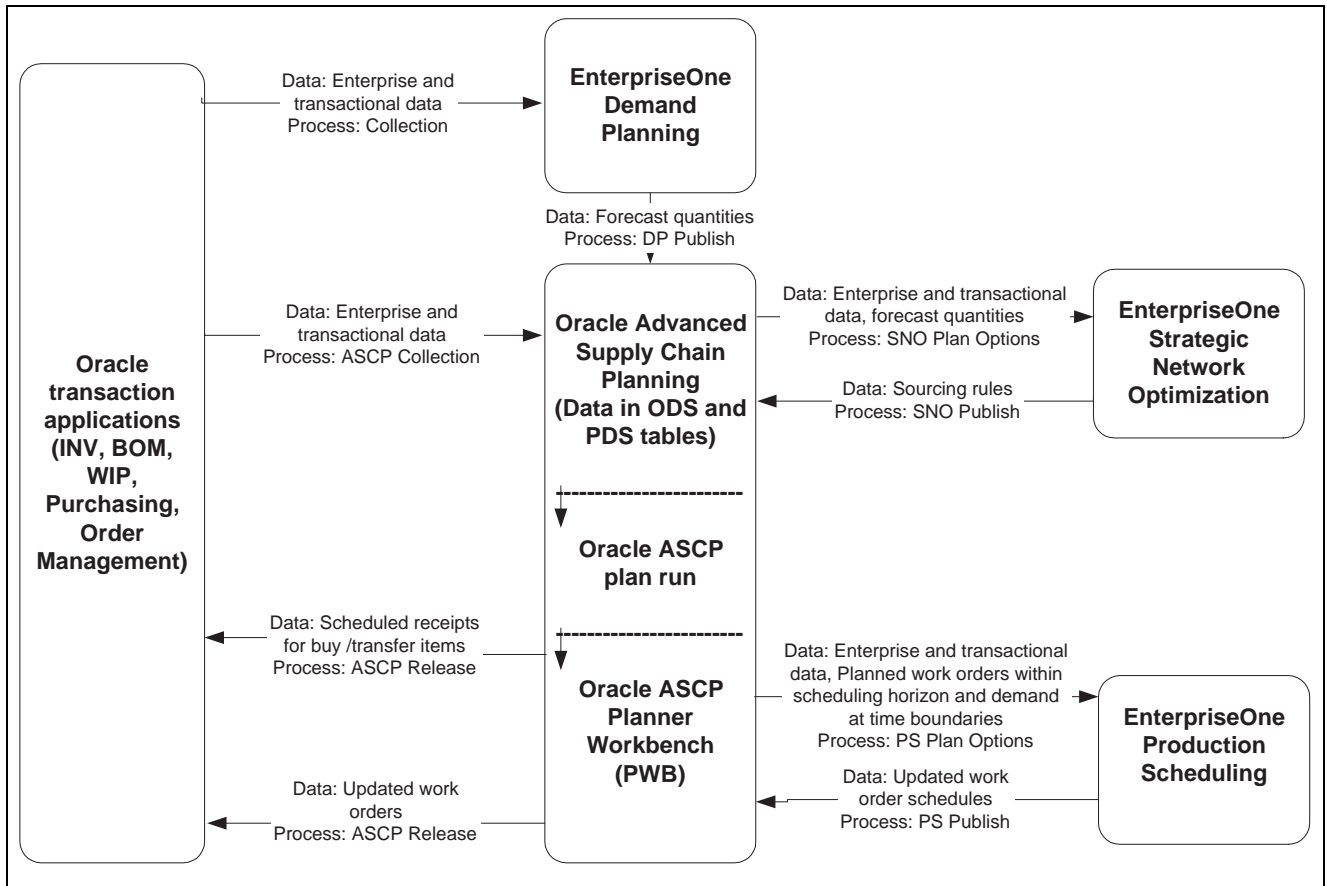 Data: Enterprise and
transactional data
Process: Collection
EnterpriseOne
Demand
Planning
Data: Forecast quantities
Process: DP Publish
Oracle
transaction
applications
(INV, BOM,
WIP,
Purchasing,
Order
Management)
Data: Enterprise and
transactional data
Process: ASCP Collection
Oracle Advanced
Supply Chain
Planning
(Data in ODS and
PDS tables)
Data: Enterprise and transactional
data, forecast quantities
Process: SNO Plan Options
Data: Sourcing rules
Process: SNO Publish
EnterpriseOne
Strategic
Network
Optimization
Oracle ASCP
plan run
Data: Scheduled receipts
for buy /transfer items
Process: ASCP Release
Oracle ASCP
Planner
Workbench
(PWB)
Data: Enterprise and transactional
data, Planned work orders within
scheduling horizon and demand
at time boundaries
Process: PS Plan Options
EnterpriseOne
Production
Scheduling
Data: Updated work
order schedules
Process: PS Publish
Data: Updated work
orders
Process: ASCP Release